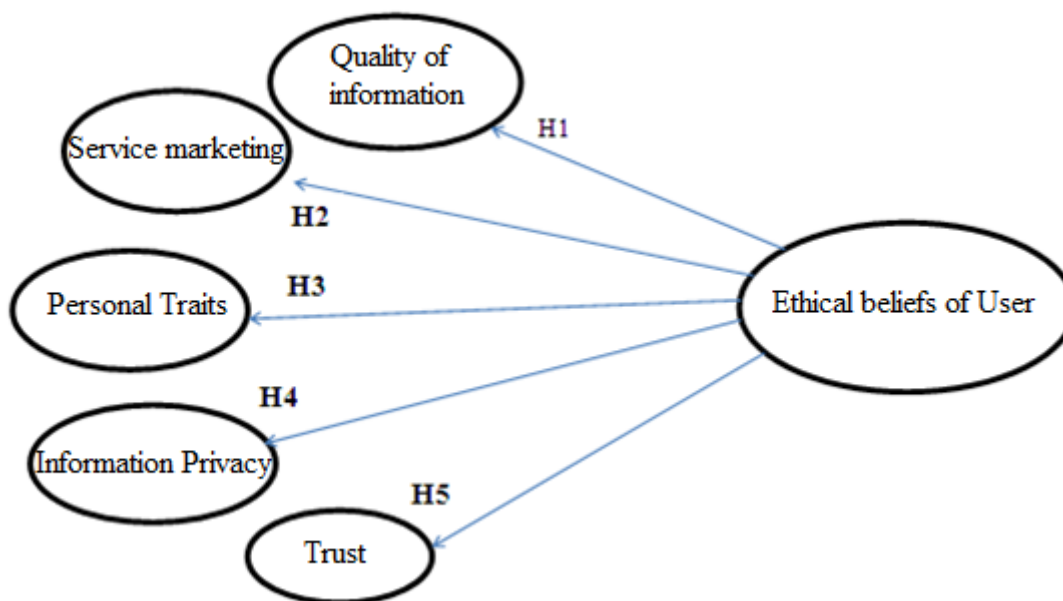 Quality of
information
H1
Service marketing
H2
Personal Traits
H3
Ethical beliefs of User
H4
Information Privacy
H5
Trust